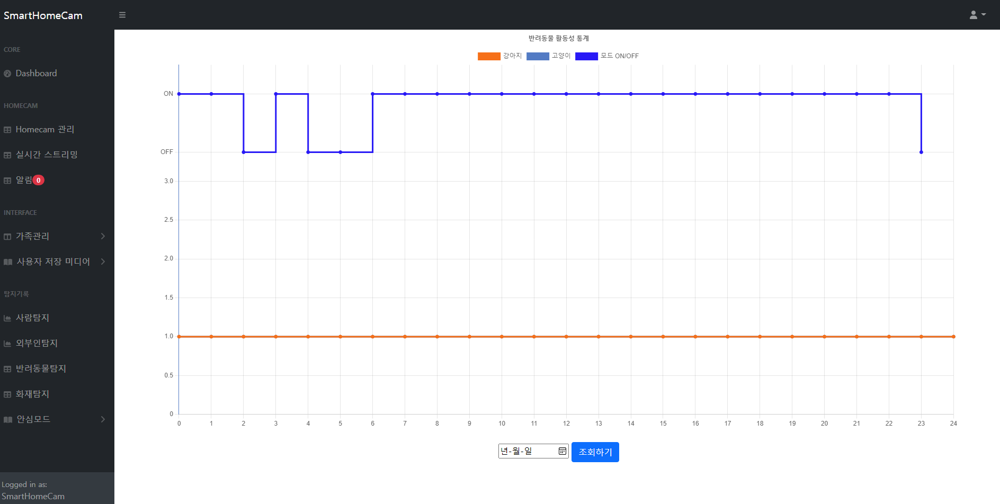 SmartHomeCam
CORE
Dashboard
HOMECAM
Homecam 관리
실시간 스트리밍
알림 0
INTERFACE
가족관리
사용자 저장 미디어
탐지기록
사람탐지
외부인탐지
반려동물탐지
화재탐지
안심모드
Logged in as:
SmartHomeCam
반려동물 활동성 통계
강아지 고양이 모드 ON/OFF
ON
OFF
3.0
2.5
2.0
1.5
1.0
0.5
0
0 1 2 3 4 5 6 7 8 9 10 11 12 13 14 15 16 17 18 19 20 21 22 23 24
년-월-일 조회하기